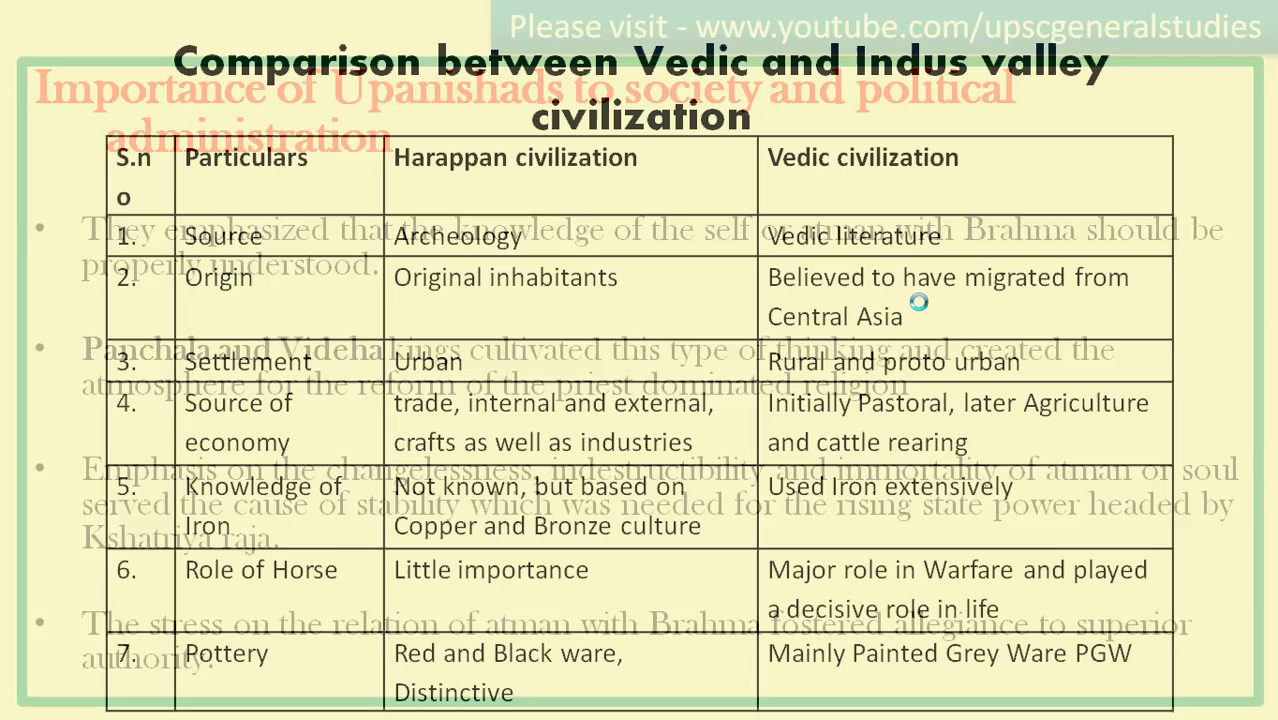 Please visit - www.youtube.com/upscgeneralstudies
Comparison between Vedic and Indus valley
civilization
S.n
o
Particulars
Harappan civilization
Vedic civilization
1. Source Archeology Vedic literature
2. Origin Original inhabitants Believed to have migrated from
Central Asia
3. Settlement Urban Rural and proto urban
4. Source of trade, internal and external, Initially Pastoral, later Agriculture
economy crafts as well as industries and cattle rearing
5. Knowledge of Not known, but based on Used Iron extensively
Iron Copper and Bronze culture
6. Role of Horse Little importance Major role in Warfare and played
a decisive role in life
7. Pottery Red and Black ware, Mainly Painted Grey Ware PGW
Distinctive
Importance of Upanishads to society and political
administration
• They emphasized that the knowledge of the self or atman with Brahma should be
properly understood.
• Panchala and Videha kings cultivated this type of thinking and created the
atmosphere for the reform of the priest dominated religion
• Emphasis on the changelessness, indestructibility and immortality of atman or soul
served the cause of stability which was needed for the rising state power headed by
Kshatriya raja.
• The stress on the relation of atman with Brahma fostered allegiance to superior
authority.